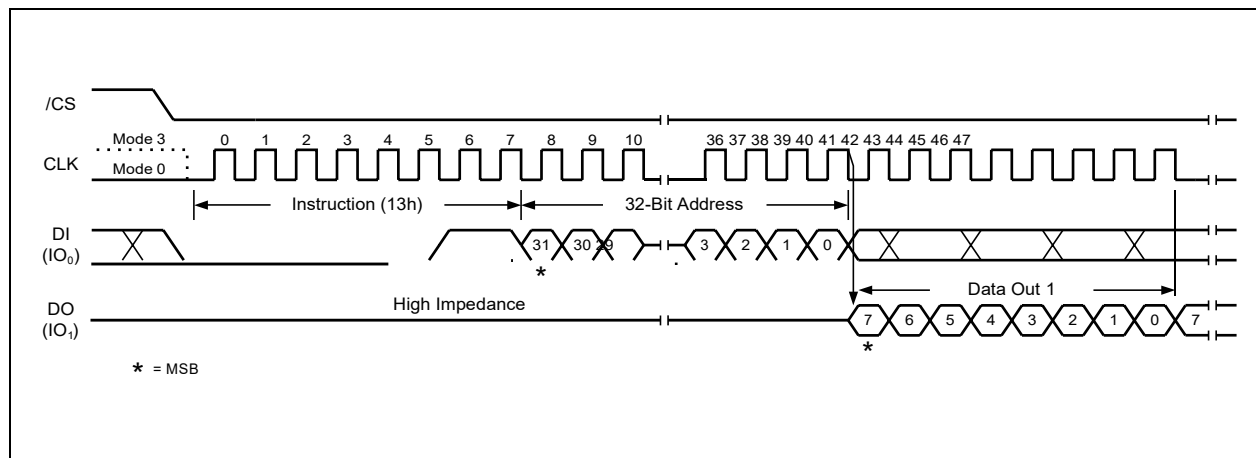 /CS
Mode 3
0 1 2 3 4 5 6 7 8 9 10 36 37 38 39 40 41 42 43 44 45 46 47
CLK
Mode 0
Instruction (13h) 32-Bit Address
DI
(IO0)
31 30 29 3 2 1 0
*
Data Out 1
High Impedance
DO
(IO1)
7 6 5 4 3 2 1 0 7
*
* = MSB